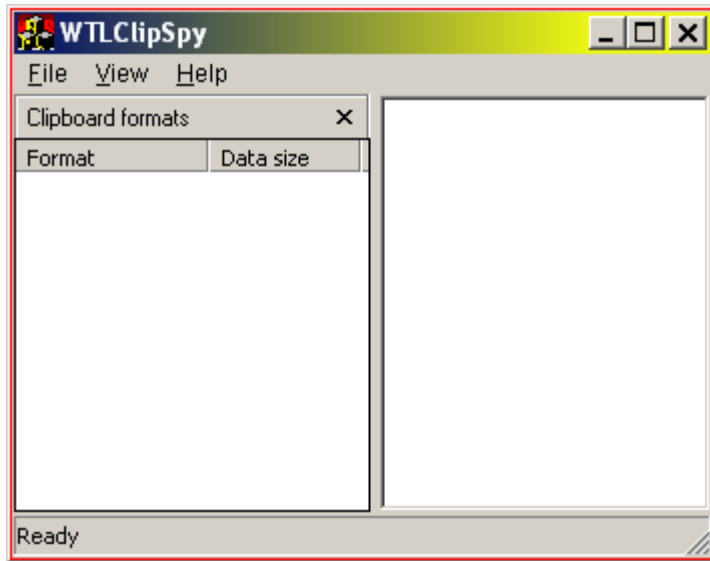 WTLClipSpy
File View Help
Clipboard formats
Format Data size
Ready